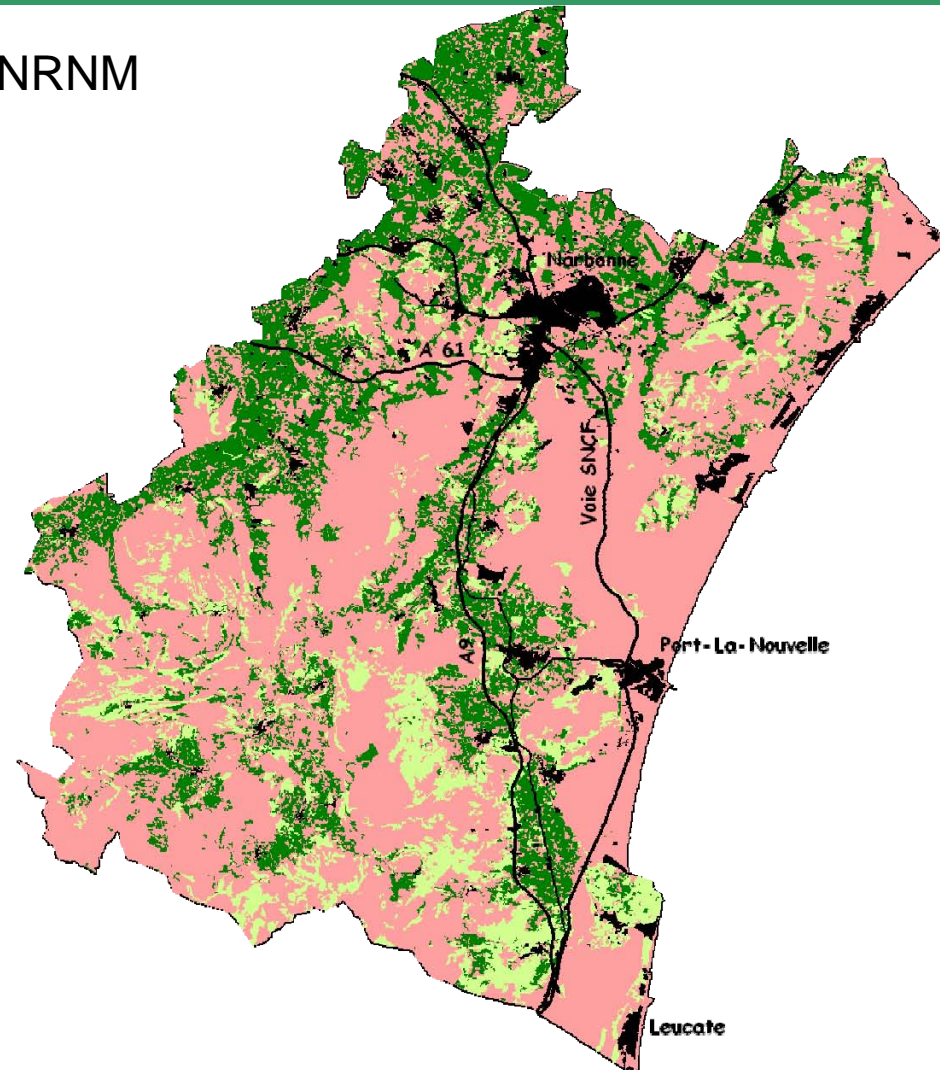 NRNM
Narbonne
A 61
Voie SNCF
A9
Port-La-Nouvelle
Leucate